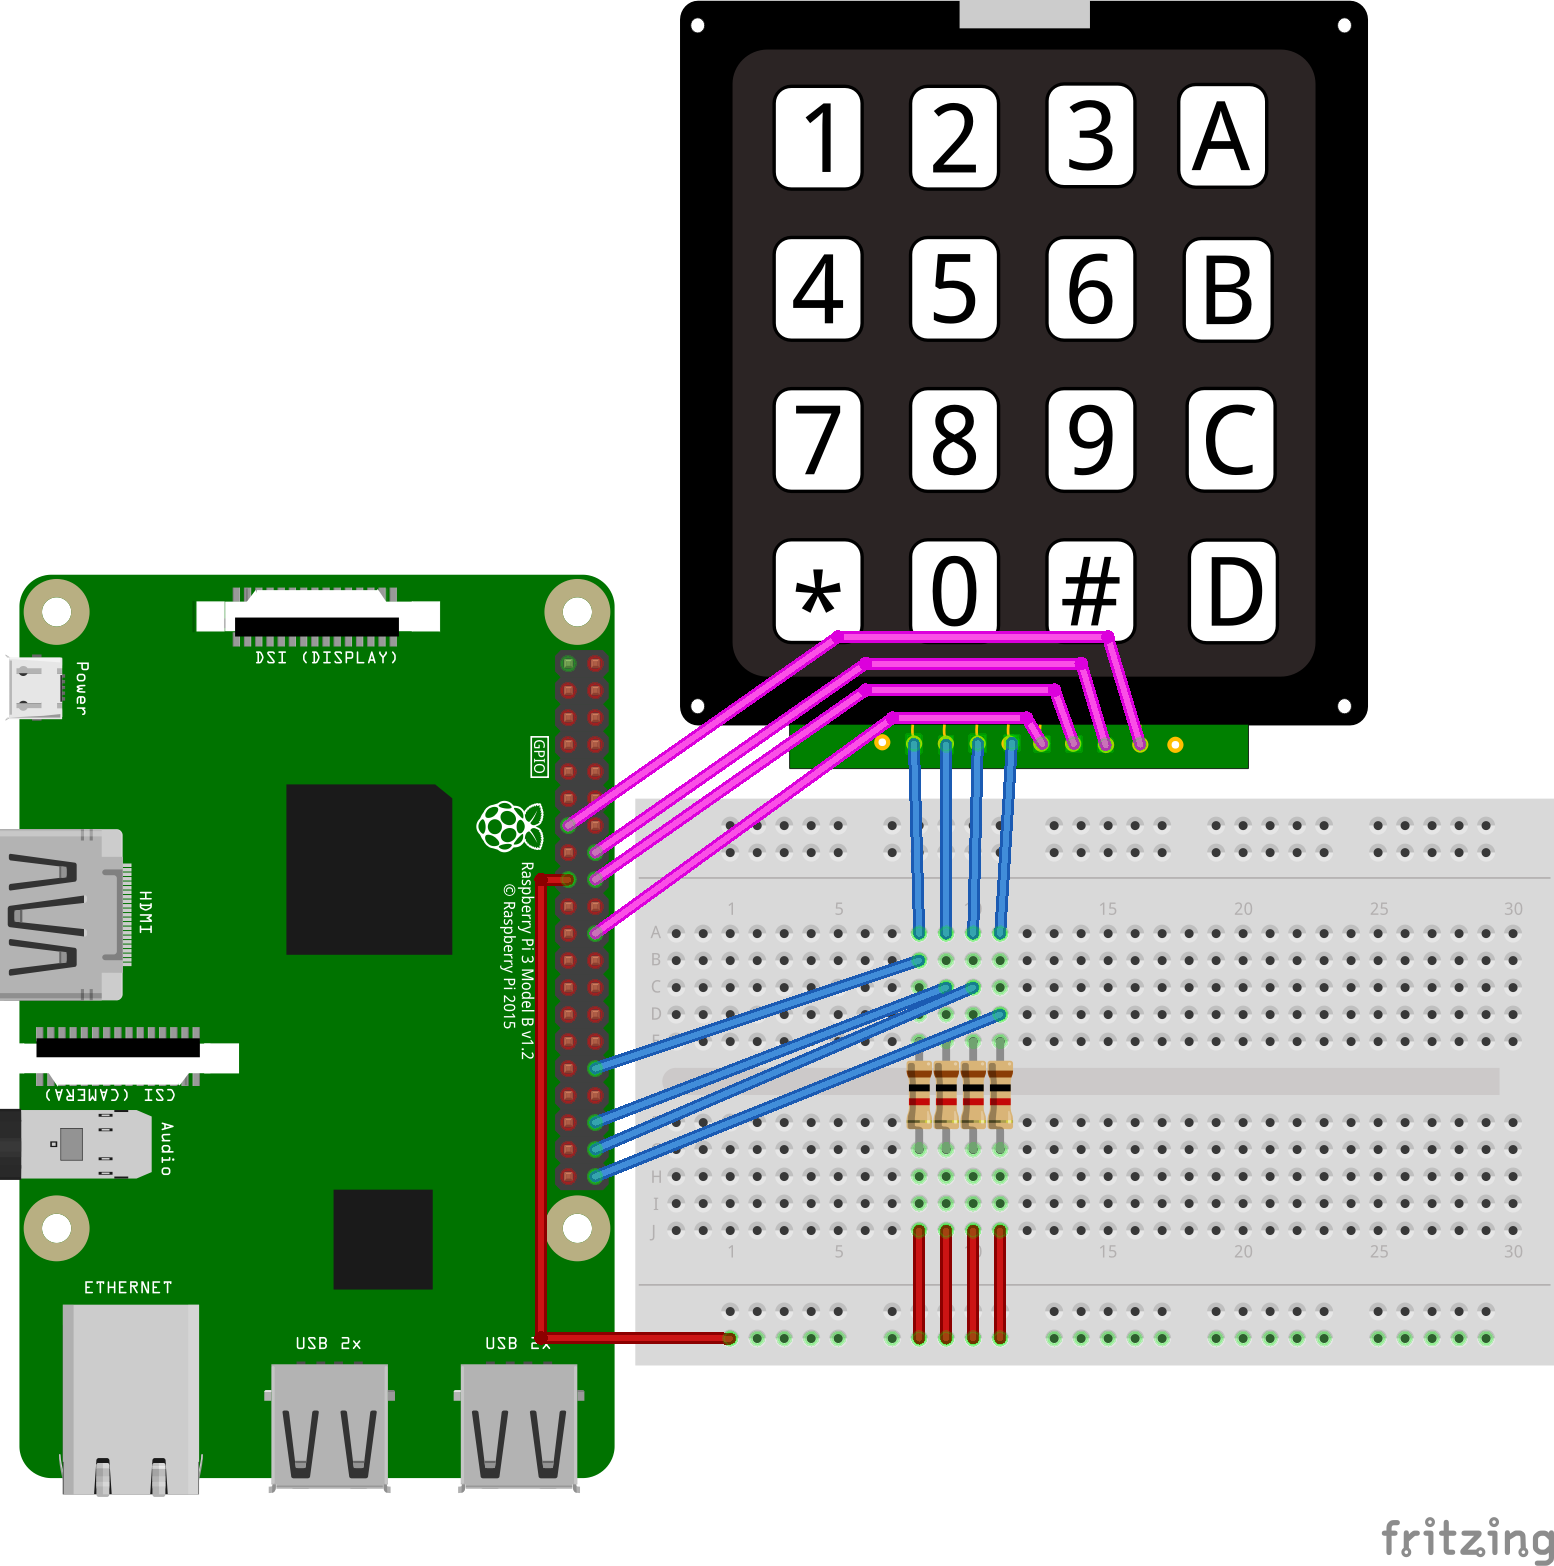 1 2 3 A
4 5 6 B
7 8 9 C
* 0 # D
DSI (DISPLAY)
Power
GPIO
HDMI
Raspberry Pi 3 Model B v1.2
© Raspberry Pi 2015
CSI (CAMERA)
Audio
ETHERNET
USB 2x
USB 2x
1 5 10 15 20 25 30
A
B
C
D
E
H
I
J
1 5 10 15 20 25 30
fritzing